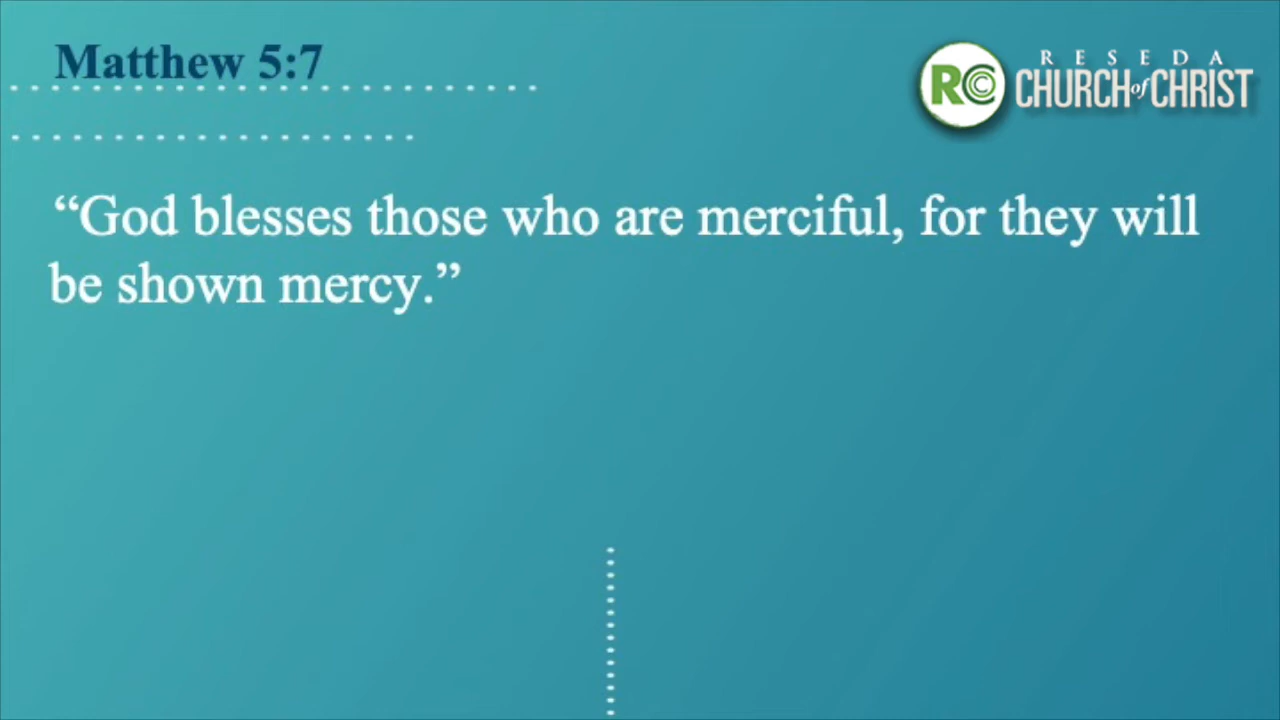 Matthew 5:7
RCC
RESEDA
CHURCH of CHRIST
“God blesses those who are merciful, for they will
be shown mercy.”